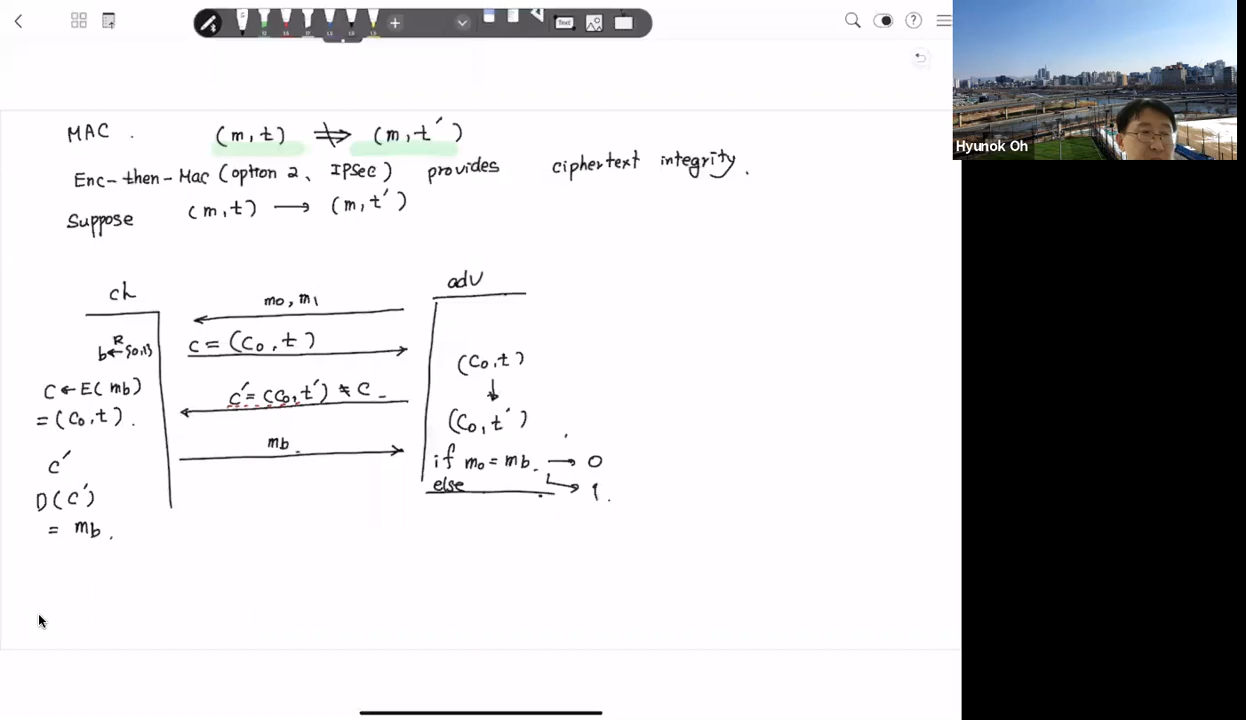 Text
Hyunok Oh
MAC . (m,t) ⇏ (m,t')
Enc-then-Mac (option 2、 IPSec) provides ciphertext integrity.
Suppose (m,t) → (m,t')
ch
adv
m0, m1
b ←R {0,1}
c = (C0, t)
(C0,t)
↓
(C0,t')
C ← E(mb)
= (C0,t).
c' = (C0,t') ≠ C
mb
c'
D(c')
= mb.
if m0 = mb → 0
else → 1.